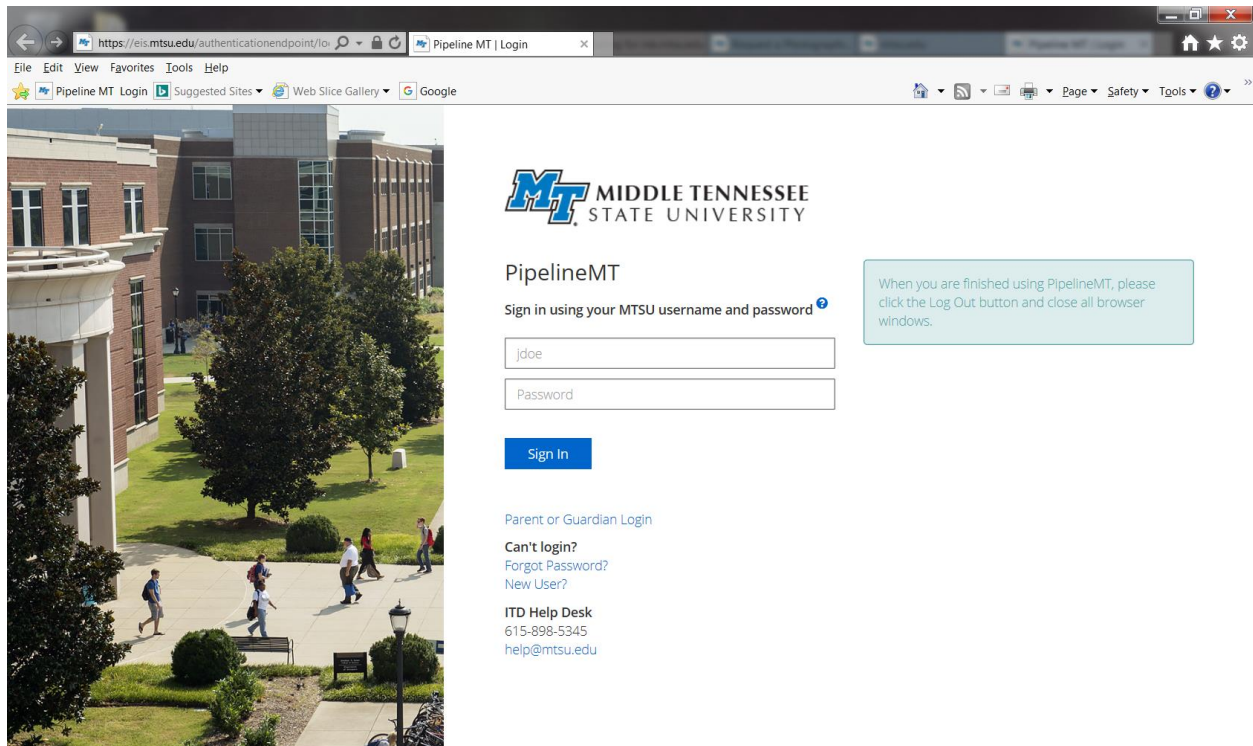 https://eis.mtsu.edu/authenticationendpoint/lo
Pipeline MT | Login
File Edit View Favorites Tools Help
Pipeline MT Login Suggested Sites Web Slice Gallery Google
Page Safety Tools
MT MIDDLE TENNESSEE
STATE UNIVERSITY
PipelineMT
Sign in using your MTSU username and password
jdoe
Password
Sign In
When you are finished using PipelineMT, please
click the Log Out button and close all browser
windows.
Parent or Guardian Login
Can't login?
Forgot Password?
New User?
ITD Help Desk
615-898-5345
help@mtsu.edu